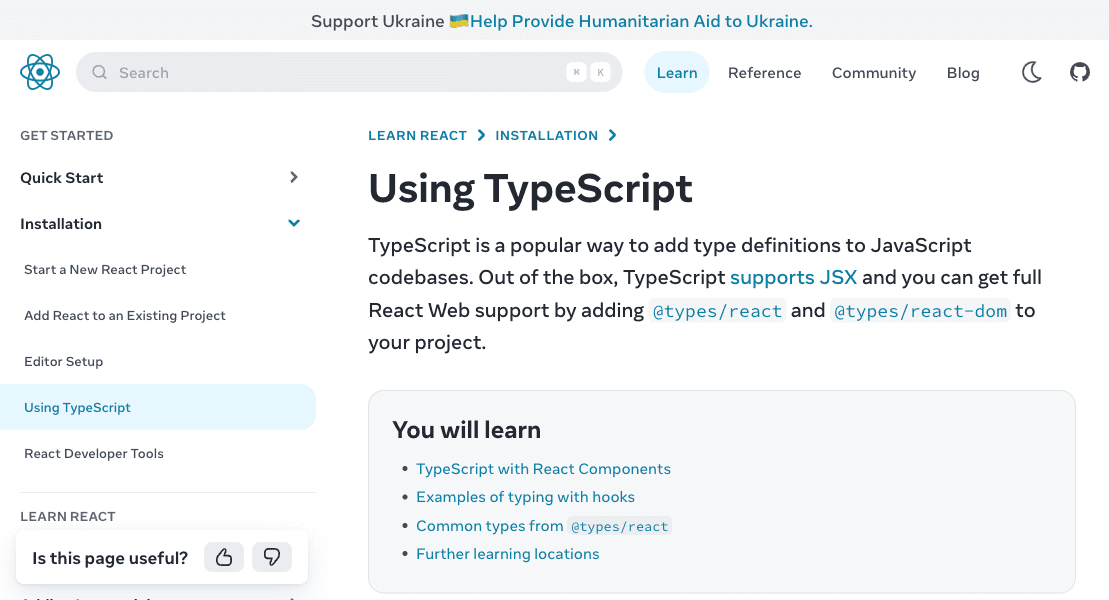 Support Ukraine 🇺🇦Help Provide Humanitarian Aid to Ukraine.
Search
⌘ K
Learn
Reference
Community
Blog
GET STARTED
Quick Start
Installation
Start a New React Project
Add React to an Existing Project
Editor Setup
Using TypeScript
React Developer Tools
LEARN REACT
Is this page useful?
LEARN REACT
INSTALLATION
Using TypeScript
TypeScript is a popular way to add type definitions to JavaScript
codebases. Out of the box, TypeScript supports JSX and you can get full
React Web support by adding @types/react and @types/react-dom to
your project.
You will learn
• TypeScript with React Components
• Examples of typing with hooks
• Common types from @types/react
• Further learning locations